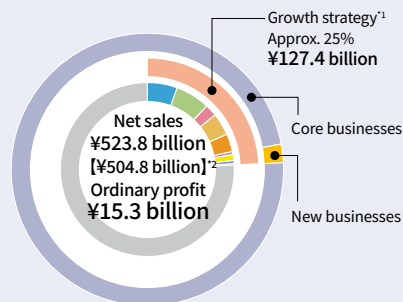 Growth strategy*1
Approx. 25%
¥127.4 billion
Net sales
¥523.8 billion
【¥504.8 billion】*2
Ordinary profit
¥15.3 billion
Core businesses
New businesses